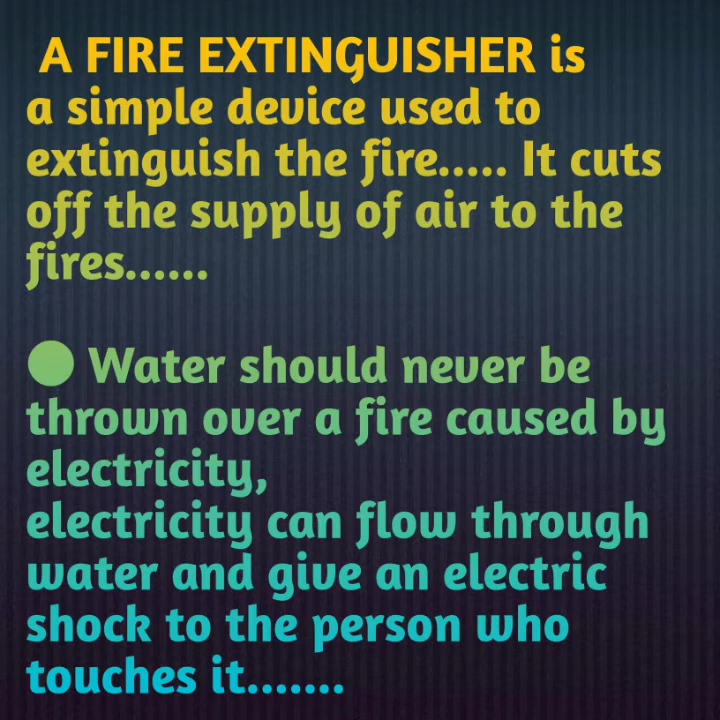 A FIRE EXTINGUISHER is
a simple device used to
extinguish the fire..... It cuts
off the supply of air to the
fires......
● Water should never be
thrown over a fire caused by
electricity,
electricity can flow through
water and give an electric
shock to the person who
touches it.......